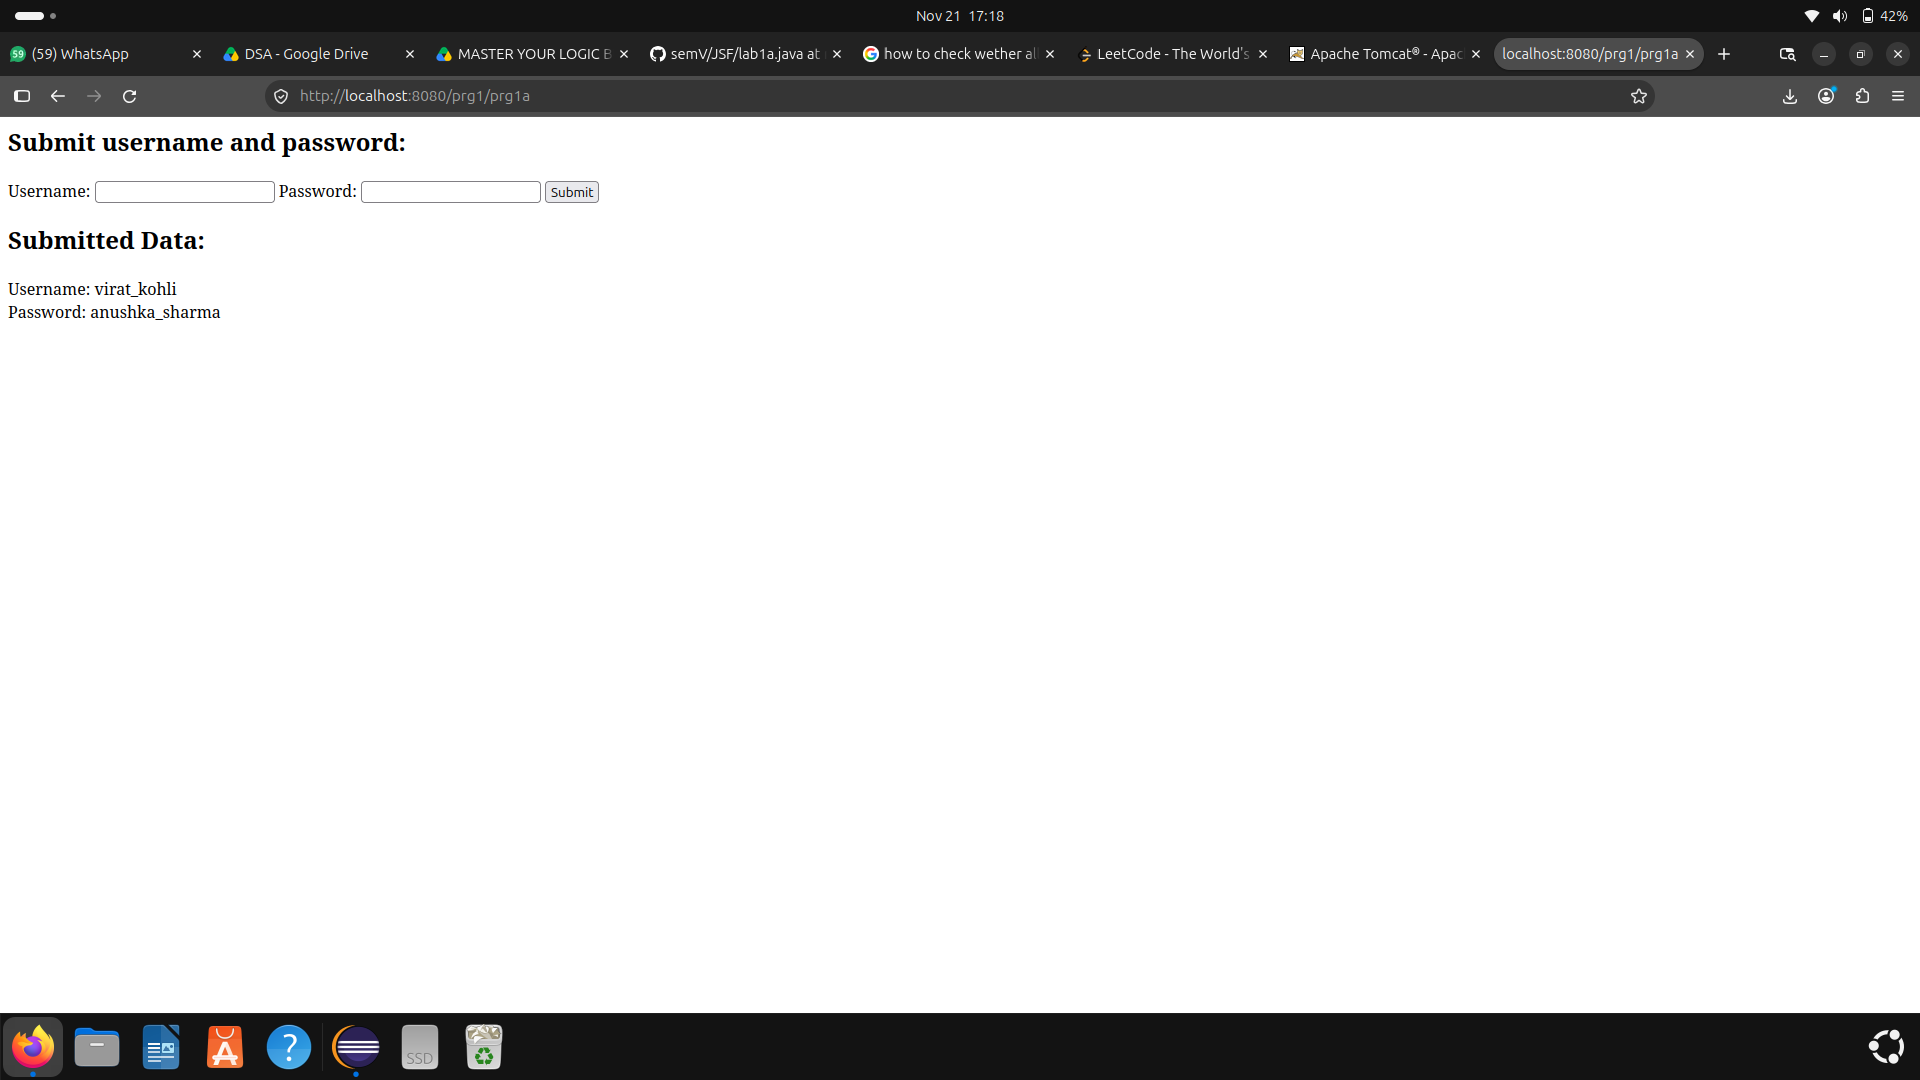 Nov 21 17:18
42%
59 (59) WhatsApp
DSA - Google Drive
MASTER YOUR LOGIC B
semV/JSF/lab1a.java at
how to check wether all
LeetCode - The World's
Apache Tomcat® - Apac
localhost:8080/prg1/prg1a
http://localhost:8080/prg1/prg1a
Submit username and password:
Username: Password: Submit
Submitted Data:
Username: virat_kohli
Password: anushka_sharma
SSD